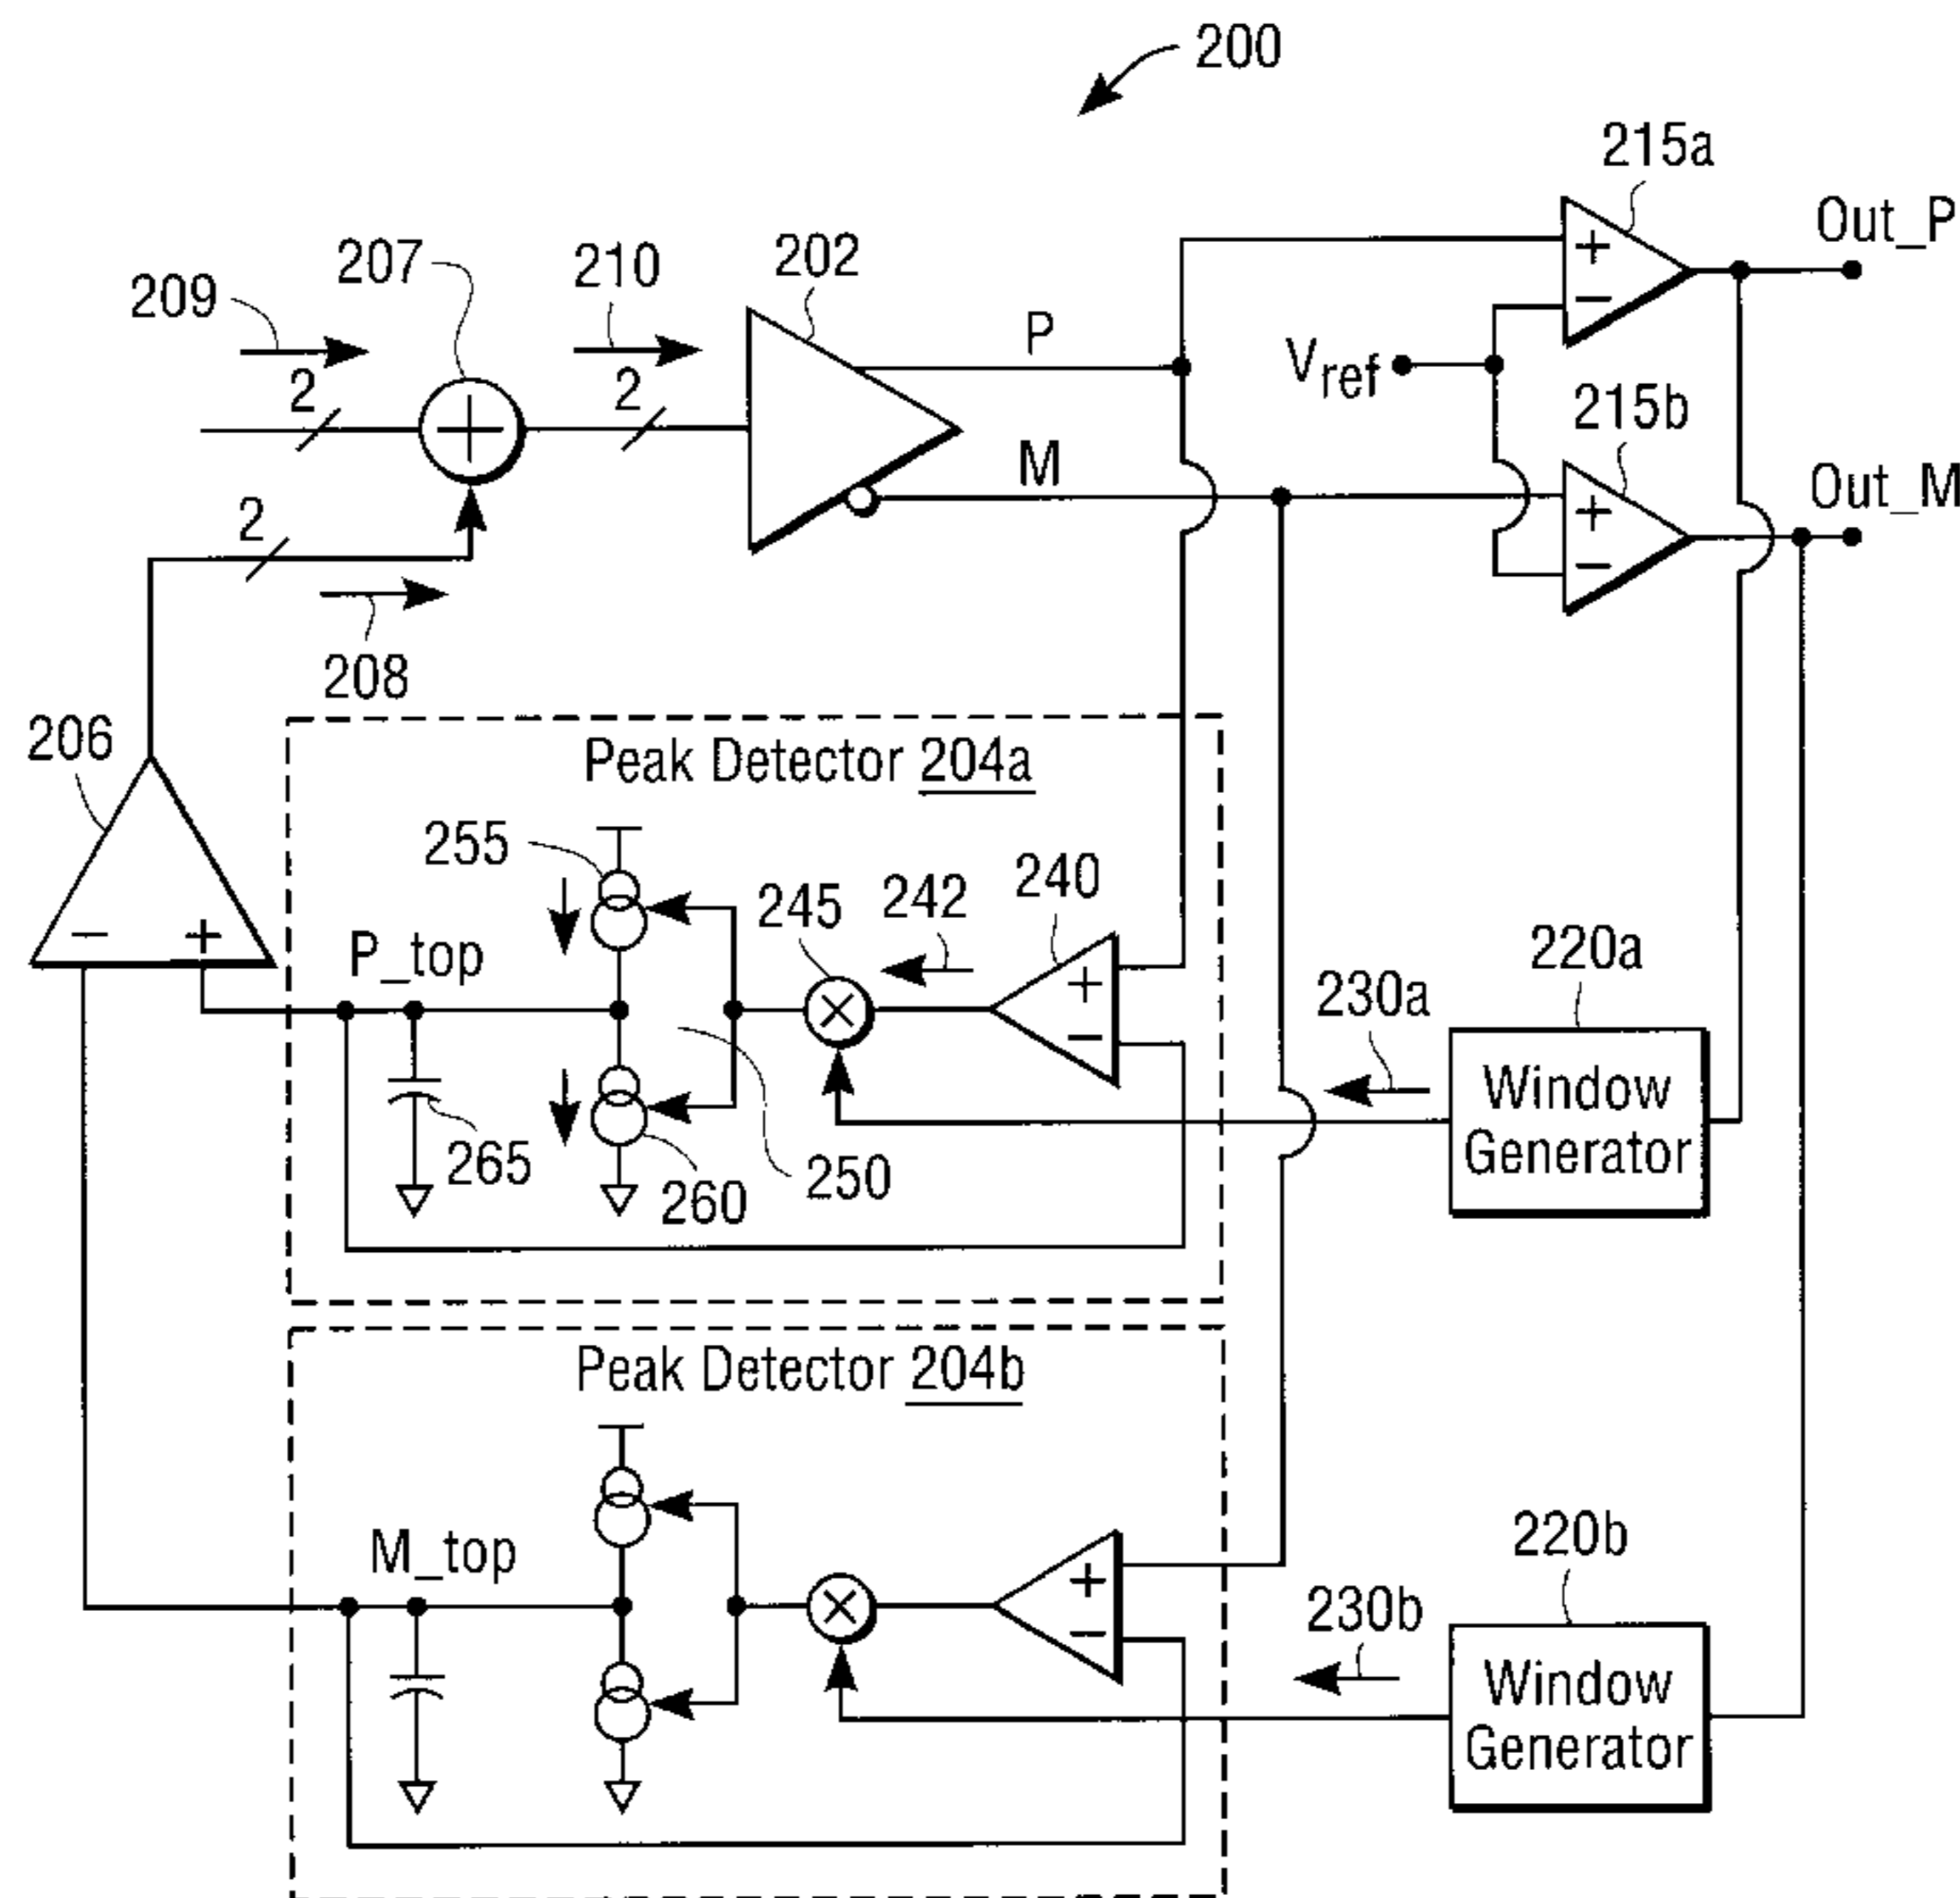 200
215a
Out_P
207
202
209
210
P
2
2
Vref
215b
M
Out_M
2
+
−
+
−
+
208
206
Peak Detector 204a
255
245
242
240
−
+
P_top
×
+
−
220a
230a
Window
Generator
265
260
250
Peak Detector 204b
M_top
×
+
−
220b
230b
Window
Generator